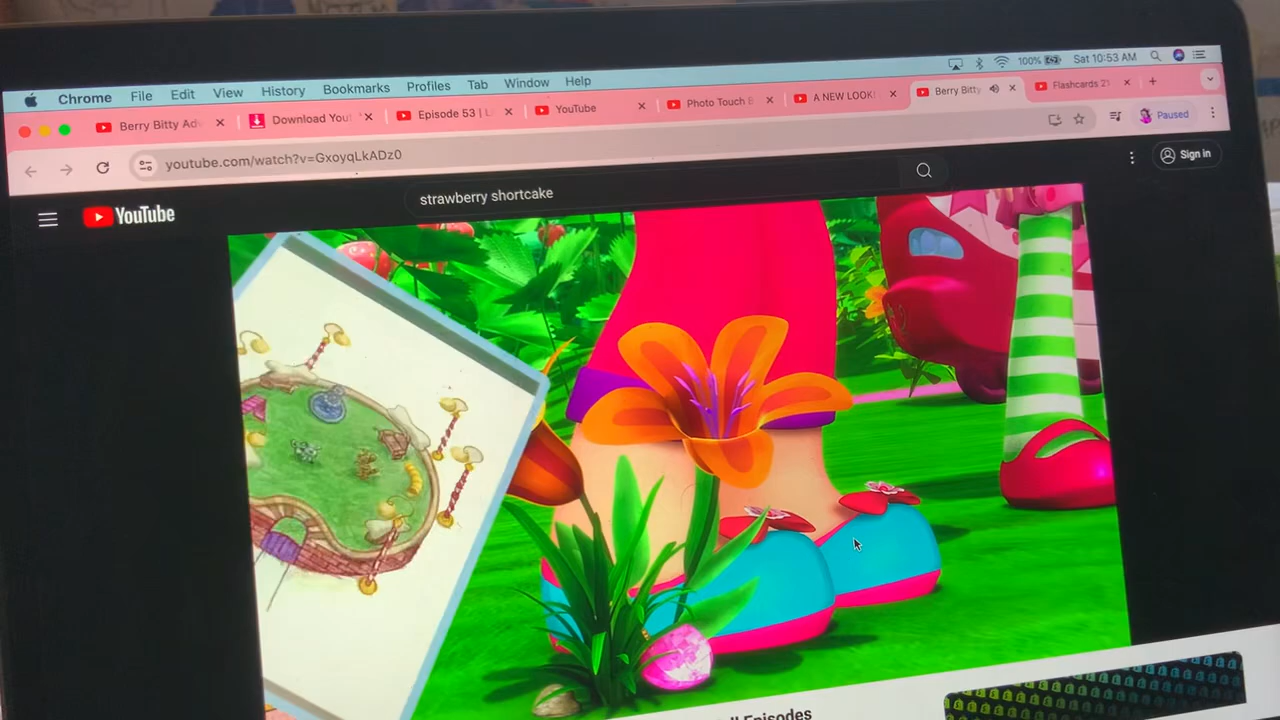 Chrome File Edit View History Bookmarks Profiles Tab Window Help 100% Sat 10:53 AM
Berry Bitty Ad Download You Episode 53 | L YouTube Photo Touch B A NEW LOOK! Berry Bitty Flashcards 2
youtube.com/watch?v=GxoyqLkADz0 Paused
YouTube strawberry shortcake Sign in
Episodes